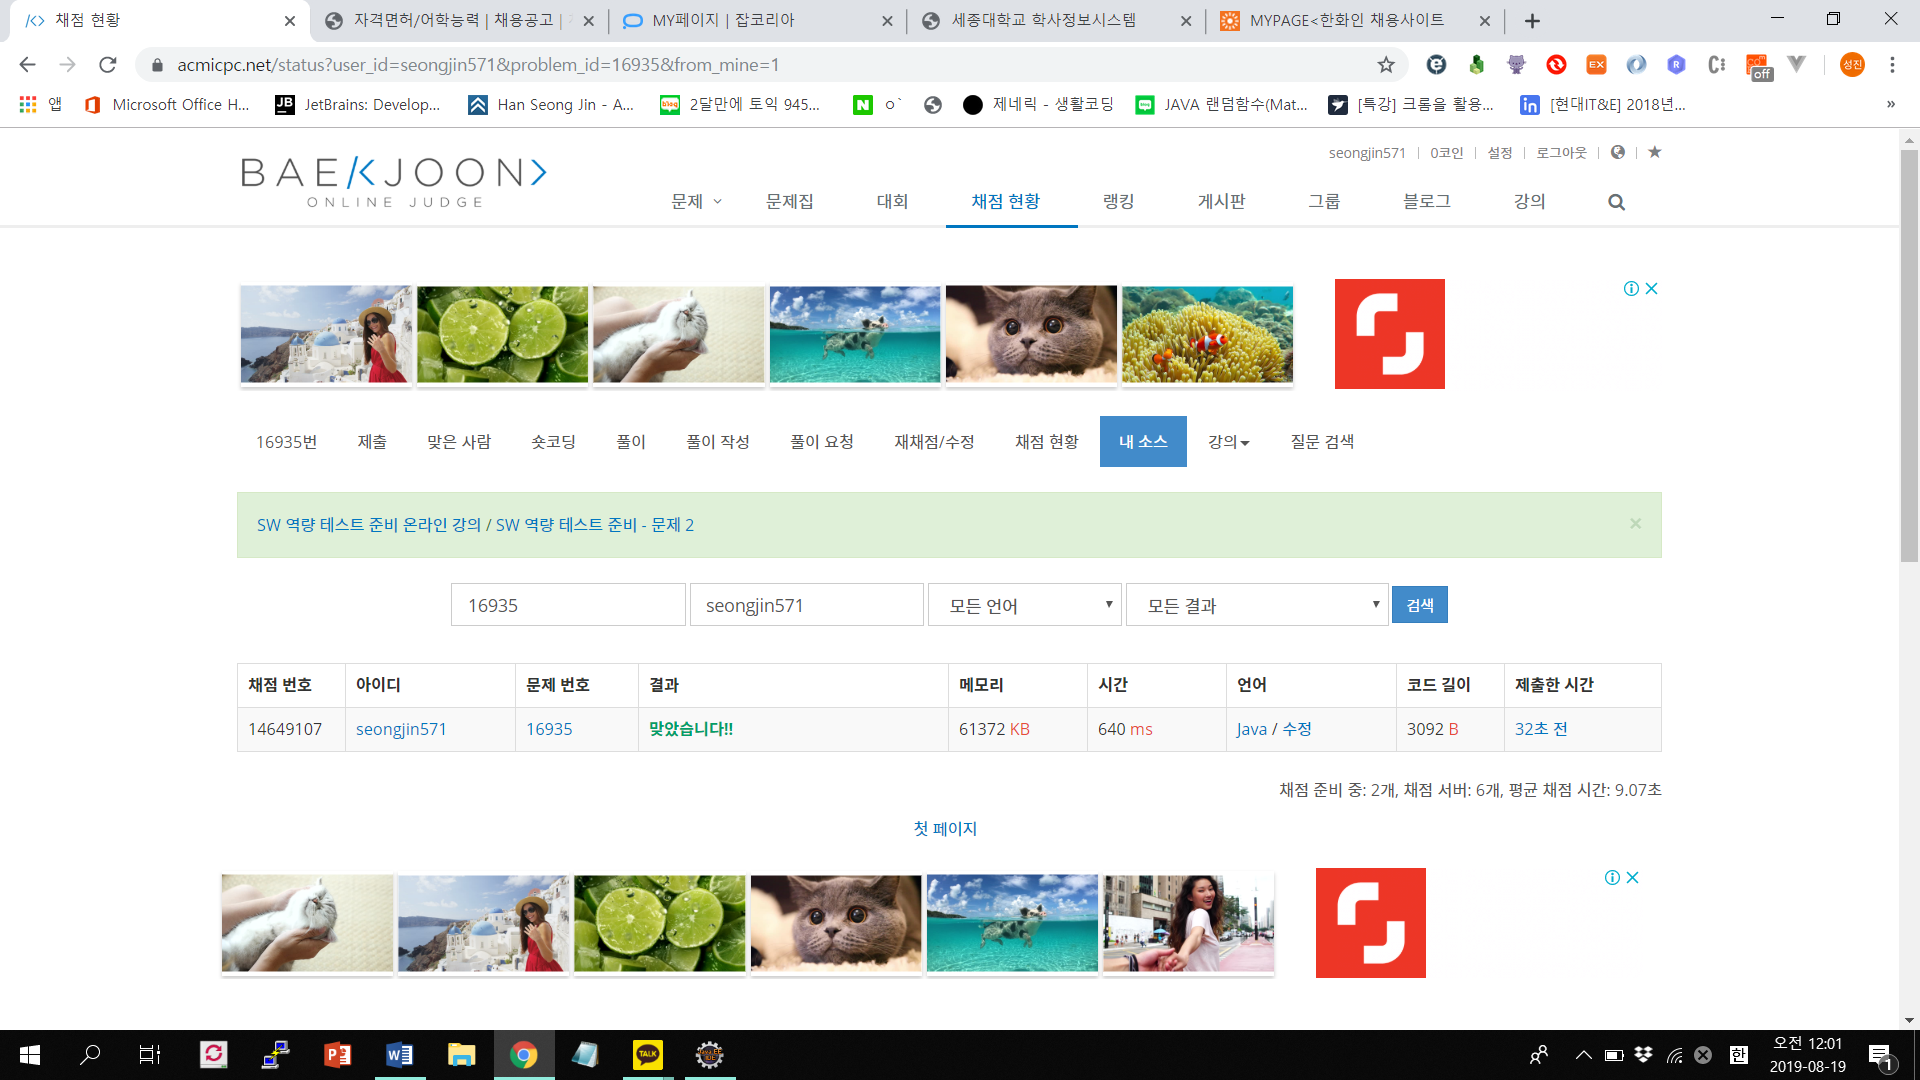 채점 현황
자격면허/어학능력 | 채용공고 |
MY페이지 | 잡코리아
세종대학교 학사정보시스템
MYPAGE<한화인 채용사이트
acmicpc.net/status?user_id=seongjin571&problem_id=16935&from_mine=1
EX
R
off
성진
앱
Microsoft Office H...
JB
JetBrains: Develop...
Han Seong Jin - A...
blog
2달만에 토익 945...
N
ㅇ`
제네릭 - 생활코딩
JAVA 랜덤함수(Mat...
[특강] 크롬을 활용...
in
[현대IT&E] 2018년...
»
seongjin571
0코인
설정
로그아웃
BAE/<JOON>
ONLINE JUDGE
문제
문제집
대회
채점 현황
랭킹
게시판
그룹
블로그
강의
16935번
제출
맞은 사람
숏코딩
풀이
풀이 작성
풀이 요청
재채점/수정
채점 현황
내 소스
강의
질문 검색
SW 역량 테스트 준비 온라인 강의 / SW 역량 테스트 준비 - 문제 2
×
16935
seongjin571
모든 언어
모든 결과
검색
채점 번호 아이디 문제 번호 결과 메모리 시간 언어 코드 길이 제출한 시간
14649107 seongjin571 16935 맞았습니다!! 61372 KB 640 ms Java / 수정 3092 B 32초 전
채점 준비 중: 2개, 채점 서버: 6개, 평균 채점 시간: 9.07초
첫 페이지
TALK
한
오전 12:01
2019-08-19
1